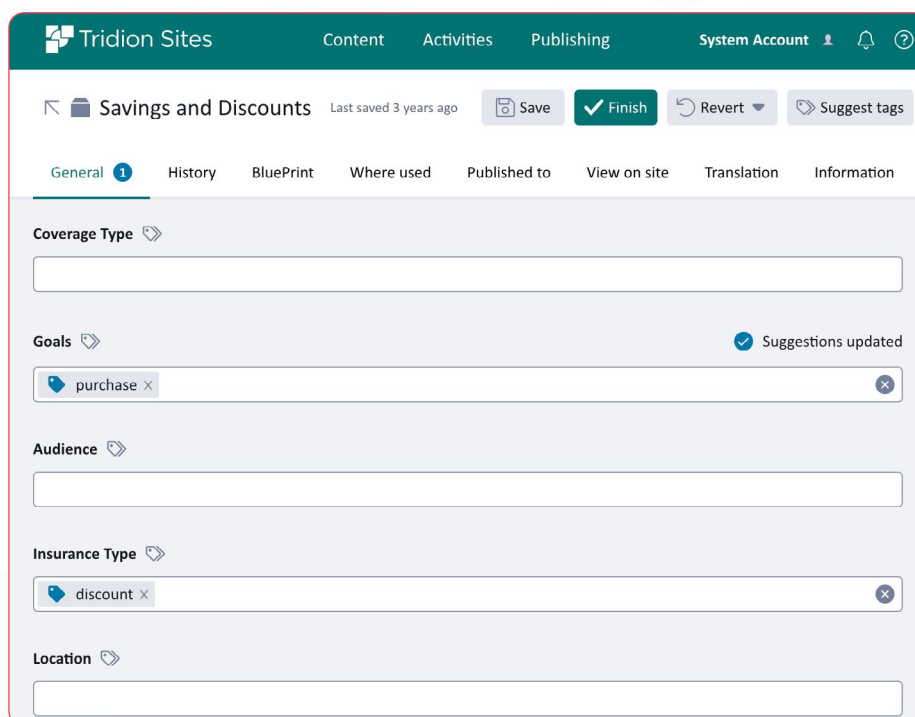 Tridion Sites Content Activities Publishing System Account
Savings and Discounts Last saved 3 years ago Save Finish Revert Suggest tags
General 1 History BluePrint Where used Published to View on site Translation Information
Coverage Type
Goals Suggestions updated
purchase ×
Audience
Insurance Type
discount ×
Location